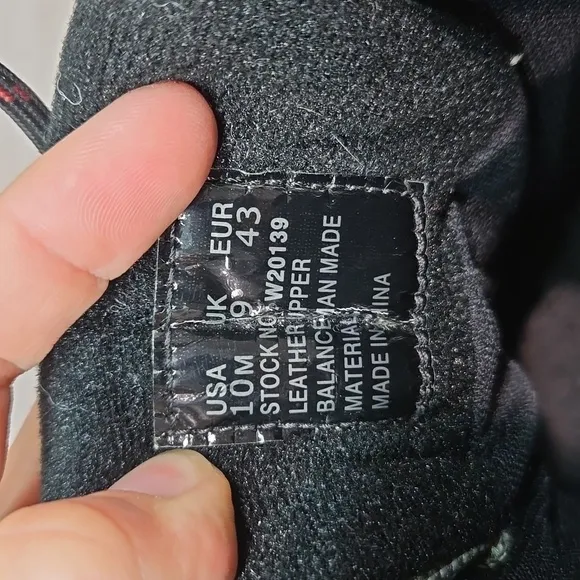 USA UK EUR
10M 9 43
STOCK NO: W20139
LEATHER UPPER
BALANCE MAN MADE
MATERIAL
MADE IN CHINA